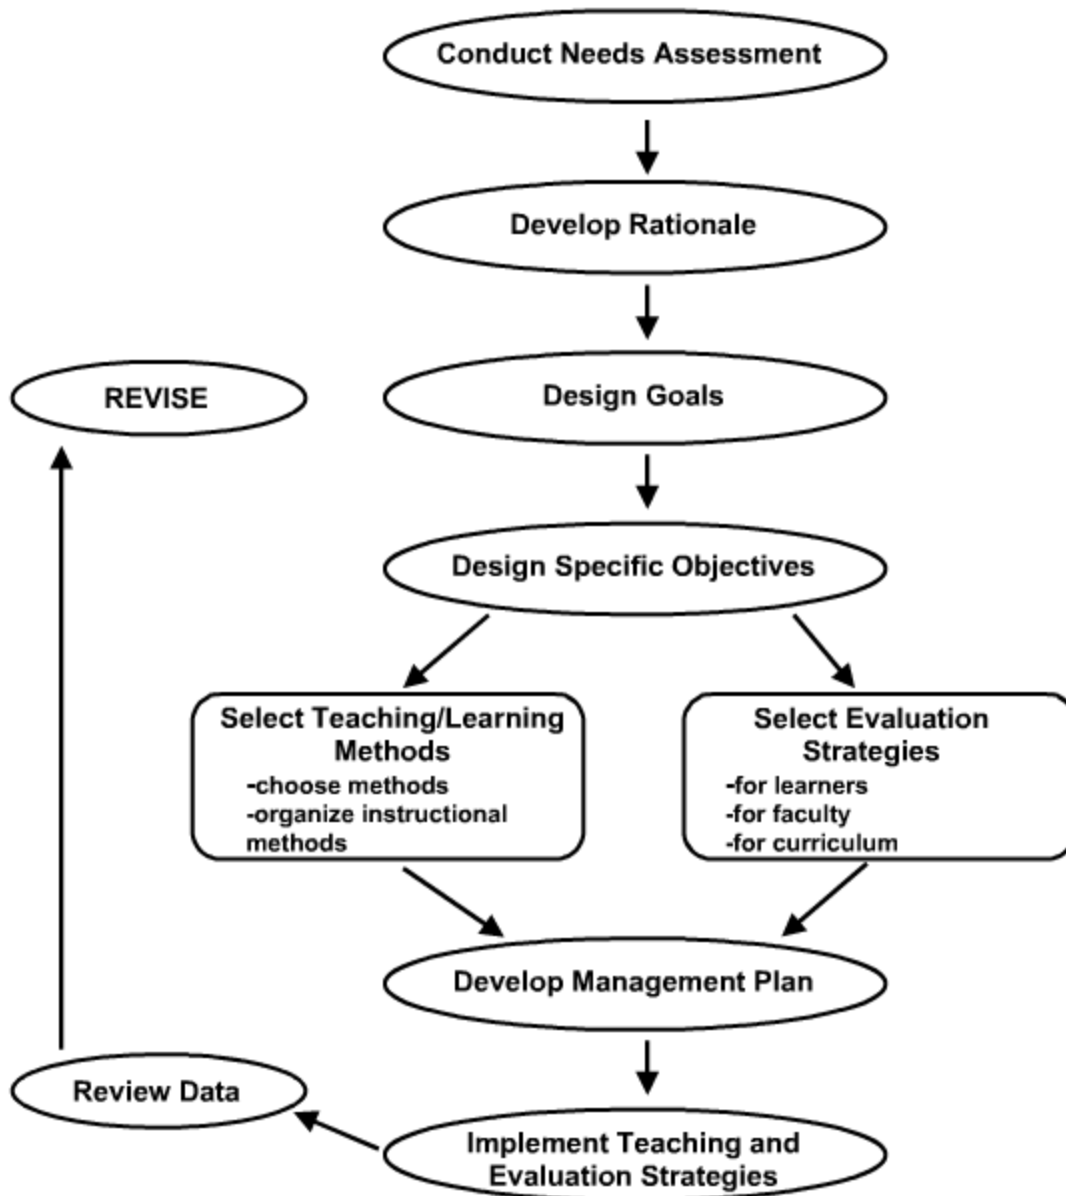 Conduct Needs Assessment
Develop Rationale
REVISE
Design Goals
Design Specific Objectives
Select Teaching/Learning
Methods
-choose methods
-organize instructional
methods
Select Evaluation
Strategies
-for learners
-for faculty
-for curriculum
Develop Management Plan
Review Data
Implement Teaching and
Evaluation Strategies